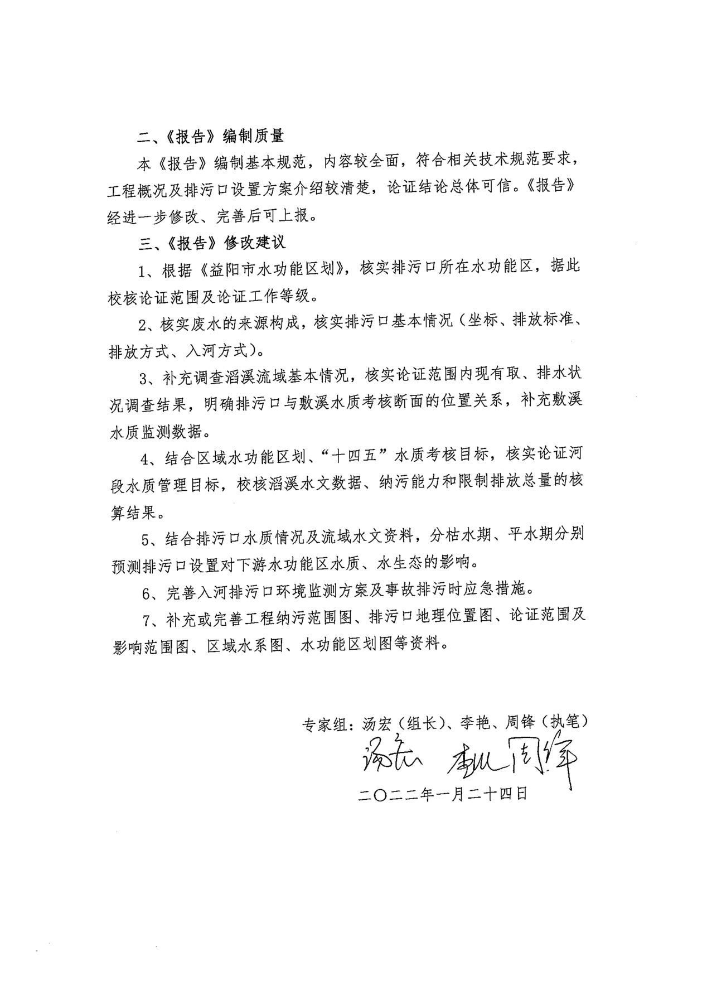 二、《报告》编制质量
本《报告》编制基本规范，内容较全面，符合相关技术规范要求，
工程概况及排污口设置方案介绍较清楚，论证结论总体可信。《报告》
经进一步修改、完善后可上报。
三、《报告》修改建议
1、根据《益阳市水功能区划》，核实排污口所在水功能区，据此
校核论证范围及论证工作等级。
2、核实废水的来源构成，核实排污口基本情况（坐标、排放标准、
排放方式、入河方式）。
3、补充调查滔溪流域基本情况，核实论证范围内现有取、排水状
况调查结果，明确排污口与敷溪水质考核断面的位置关系，补充敷溪
水质监测数据。
4、结合区域水功能区划、“十四五”水质考核目标，核实论证河
段水质管理目标，校核滔溪水文数据、纳污能力和限制排放总量的核
算结果。
5、结合排污口水质情况及流域水文资料，分枯水期、平水期分别
预测排污口设置对下游水功能区水质、水生态的影响。
6、完善入河排污口环境监测方案及事故排污时应急措施。
7、补充或完善工程纳污范围图、排污口地理位置图、论证范围及
影响范围图、区域水系图、水功能区划图等资料。
专家组：汤宏（组长）、李艳、周锋（执笔）
汤宏 李艳 周锋
二〇二二年一月二十四日